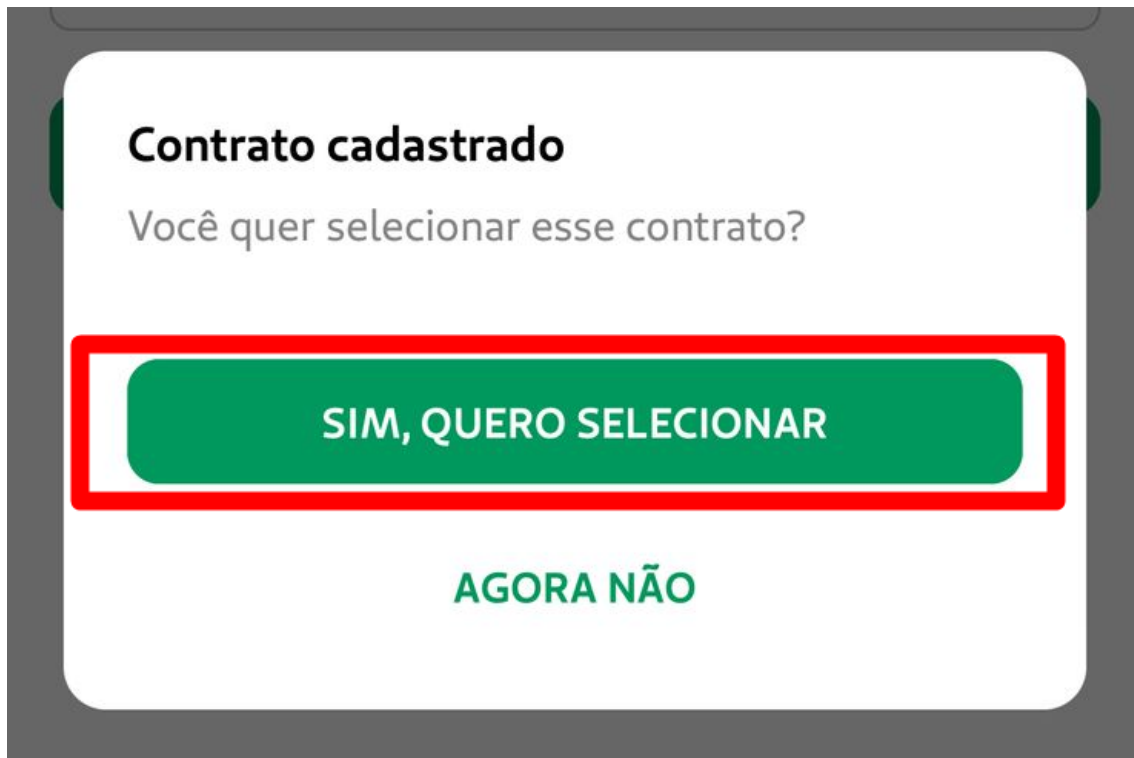 Contrato cadastrado
Você quer selecionar esse contrato?
SIM, QUERO SELECIONAR
AGORA NÃO